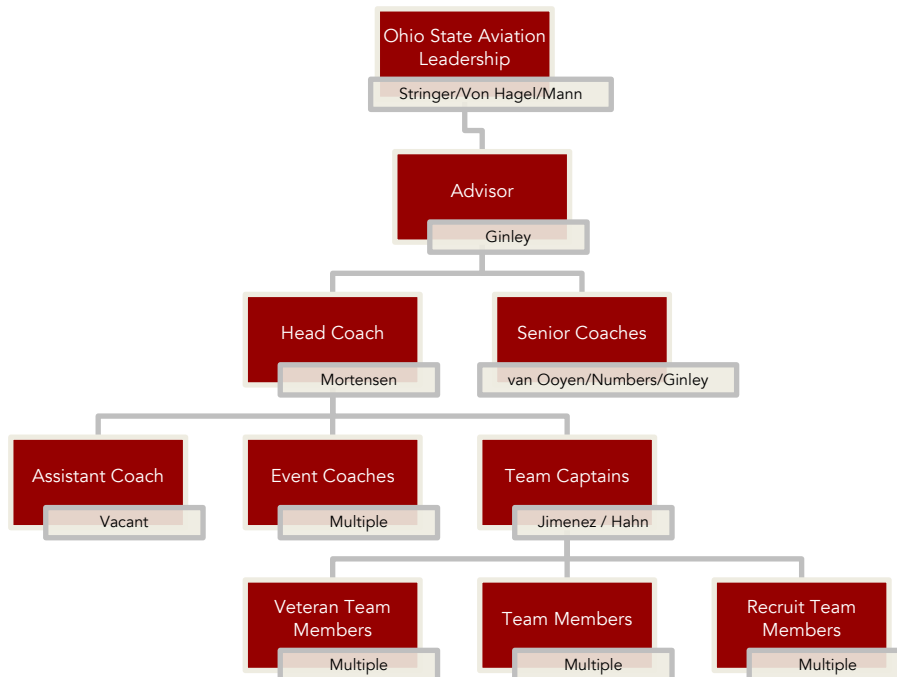 Ohio State Aviation
Leadership
Stringer/Von Hagel/Mann
Advisor
Ginley
Head Coach
Mortensen
Senior Coaches
van Ooyen/Numbers/Ginley
Assistant Coach
Vacant
Event Coaches
Multiple
Team Captains
Jimenez / Hahn
Veteran Team
Members
Multiple
Team Members
Multiple
Recruit Team
Members
Multiple